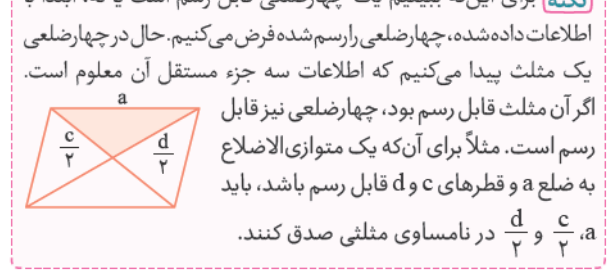 نکته برای این‌که ببینیم یک چهارضلعی قابل رسم است یا نه، ابتدا با
اطلاعات داده‌شده، چهارضلعی را رسم‌شده فرض می‌کنیم. حال در چهارضلعی
یک مثلث پیدا می‌کنیم که اطلاعات سه جزء مستقل آن معلوم است.
اگر آن مثلث قابل رسم بود، چهارضلعی نیز قابل
رسم است. مثلاً برای آن‌که یک متوازی‌الاضلاع
به ضلع a و قطرهای c و d قابل رسم باشد، باید
a، c/۲ و d/۲ در نامساوی مثلثی صدق کنند.
a
c/۲
d/۲